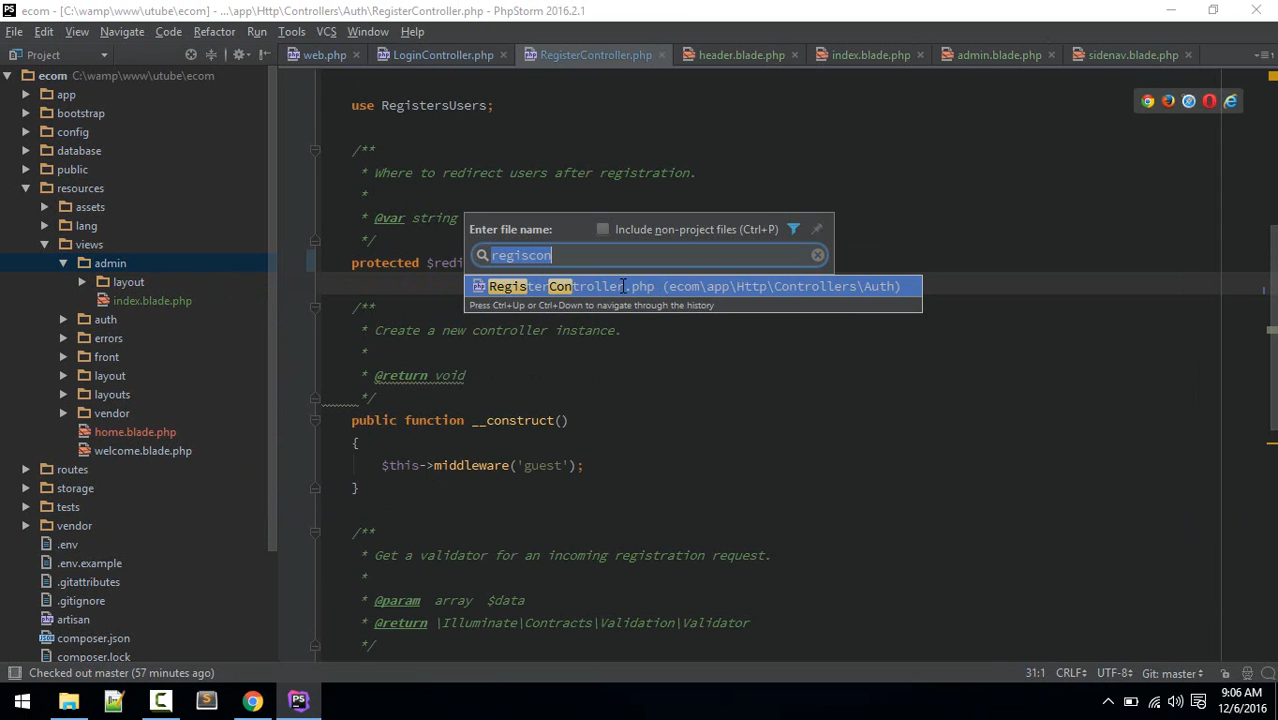 ecom - [C:\wamp\www\utube\ecom] - ...\app\Http\Controllers\Auth\RegisterController.php - PhpStorm 2016.2.1
File Edit View Navigate Code Refactor Run Tools VCS Window Help
Project
web.php
LoginController.php
RegisterController.php
header.blade.php
index.blade.php
admin.blade.php
sidenav.blade.php
ecom C:\wamp\www\utube\ecom
app
bootstrap
config
database
public
resources
assets
lang
views
admin
layout
index.blade.php
auth
errors
front
layout
layouts
vendor
home.blade.php
welcome.blade.php
routes
storage
tests
vendor
.env
.env.example
.gitattributes
.gitignore
artisan
composer.json
composer.lock
use RegistersUsers;
/**
* Where to redirect users after registration.
*
* @var string
*/
protected $redi
Enter file name:
Include non-project files (Ctrl+P)
regiscon
RegisterController.php (ecom\app\Http\Controllers\Auth)
Press Ctrl+Up or Ctrl+Down to navigate through the history
/**
* Create a new controller instance.
*
* @return void
*/
public function __construct()
{
$this->middleware('guest');
}
/**
* Get a validator for an incoming registration request.
*
* @param array $data
* @return \Illuminate\Contracts\Validation\Validator
*/
Checked out master (57 minutes ago)
31:1 CRLF÷ UTF-8÷ Git: master÷
PS
9:06 AM
12/6/2016